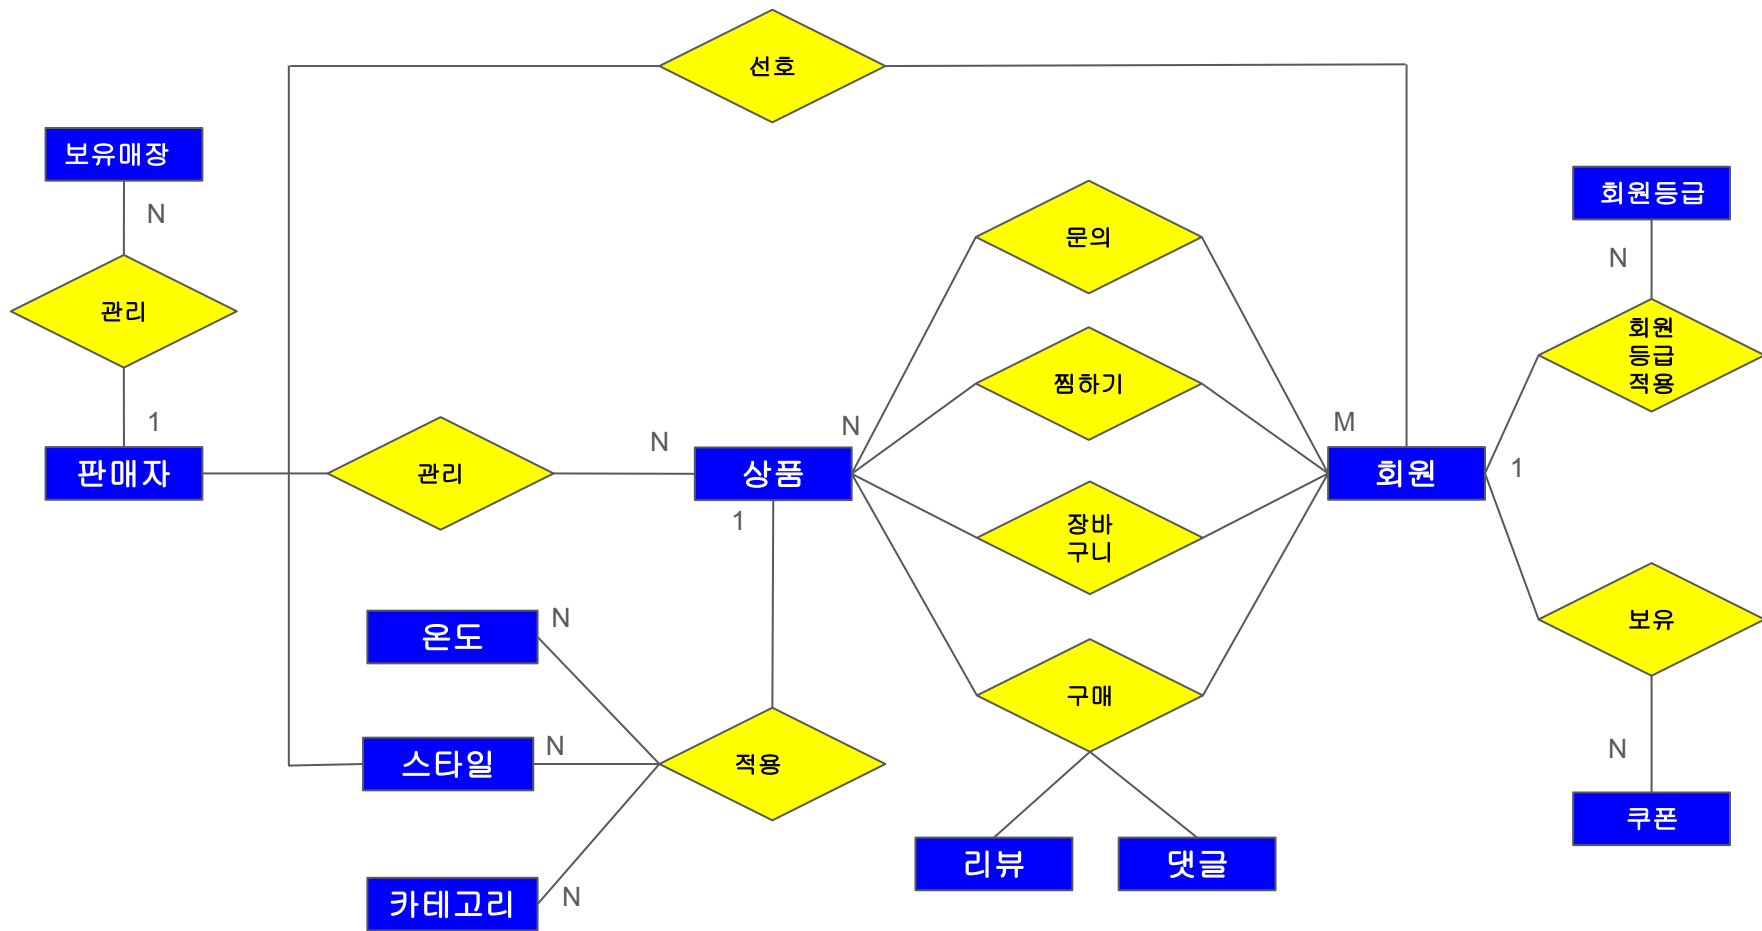 선호
보유매장
N
관리
1
판매자
관리
N
상품
1
N
문의
찜하기
장바
구니
구매
M
회원
1
회원등급
N
회원
등급
적용
보유
N
쿠폰
온도
N
스타일
N
카테고리
N
적용
리뷰
댓글